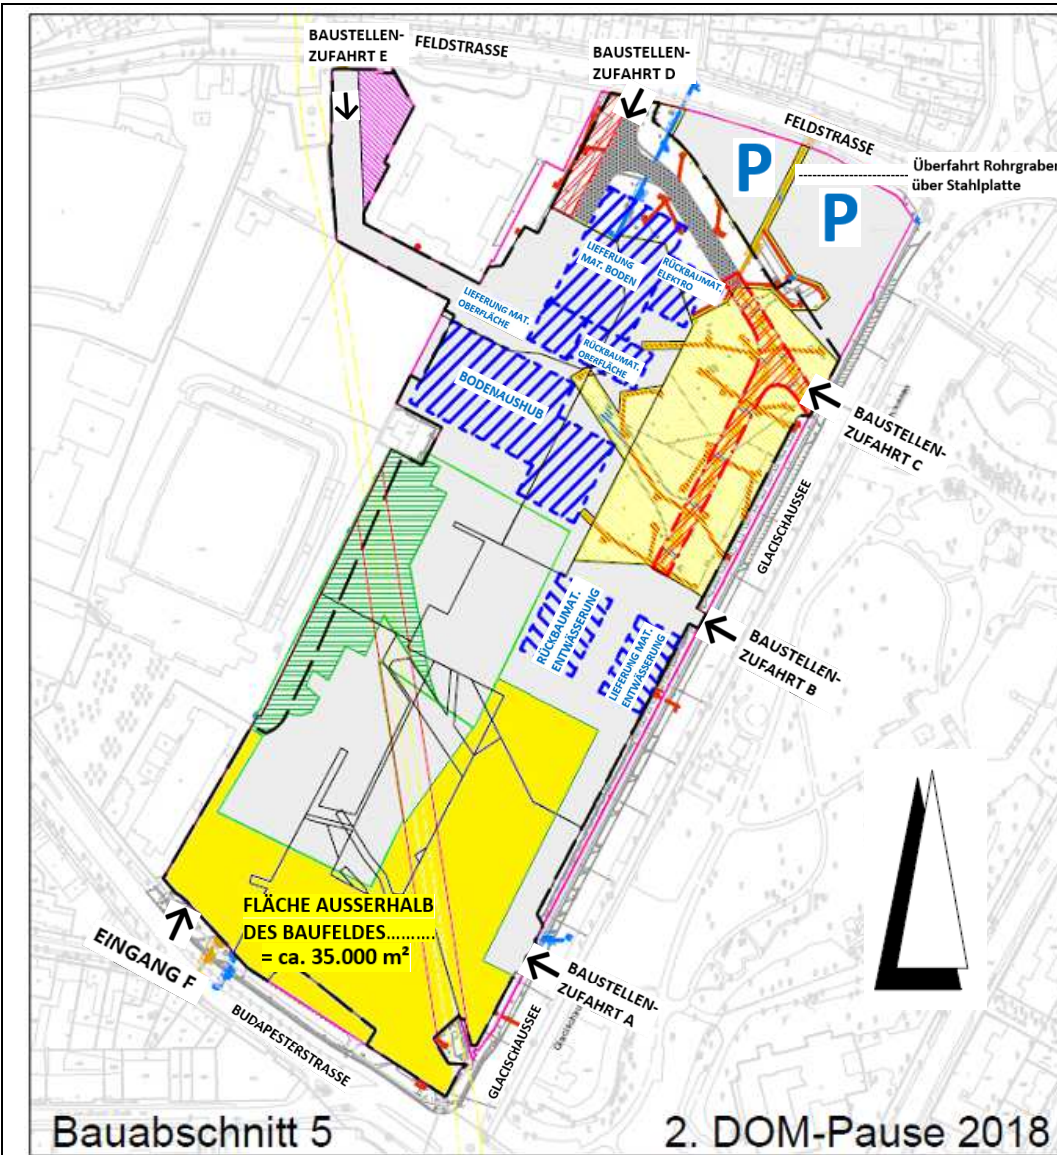 BAUSTELLEN-
ZUFAHRT E
FELDSTRASSE
BAUSTELLEN-
ZUFAHRT D
FELDSTRASSE
P
Überfahrt Rohrgraben
über Stahlplatte
P
LIEFERUNG
MAT. BODEN
RÜCKBAUMAT.
ELEKTRO
LIEFERUNG MAT.
OBERFLÄCHE
RÜCKBAUMAT.
OBERFLÄCHE
BODENAUSHUB
BAUSTELLEN-
ZUFAHRT C
GLACISCHAUSSEE
RÜCKBAUMAT.
ENTWÄSSERUNG
LIEFERUNG MAT.
ENTWÄSSERUNG
BAUSTELLEN-
ZUFAHRT B
FLÄCHE AUSSERHALB
DES BAUFELDES..........
= ca. 35.000 m²
EINGANG F
BAUSTELLEN-
ZUFAHRT A
GLACISCHAUSSEE
BUDAPESTERSTRASSE
Bauabschnitt 5
2. DOM-Pause 2018